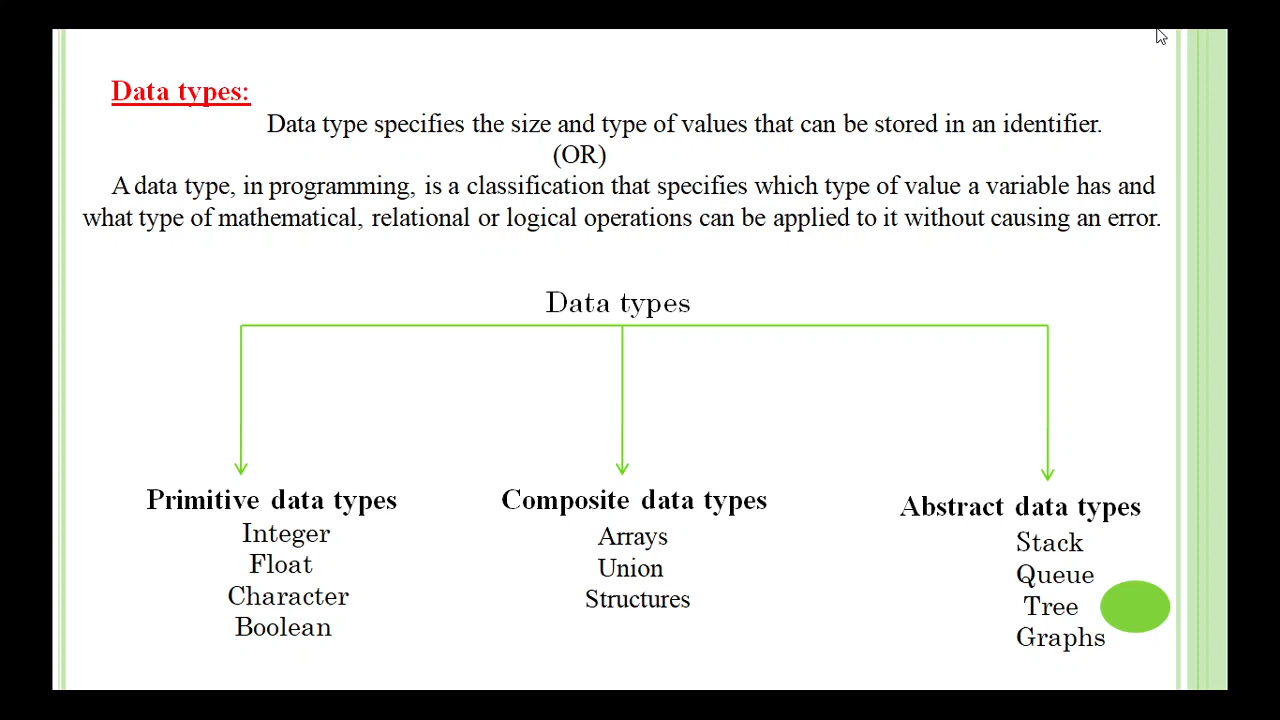 Data types:
Data type specifies the size and type of values that can be stored in an identifier.
(OR)
A data type, in programming, is a classification that specifies which type of value a variable has and
what type of mathematical, relational or logical operations can be applied to it without causing an error.
Data types
Primitive data types
Integer
Float
Character
Boolean
Composite data types
Arrays
Union
Structures
Abstract data types
Stack
Queue
Tree
Graphs